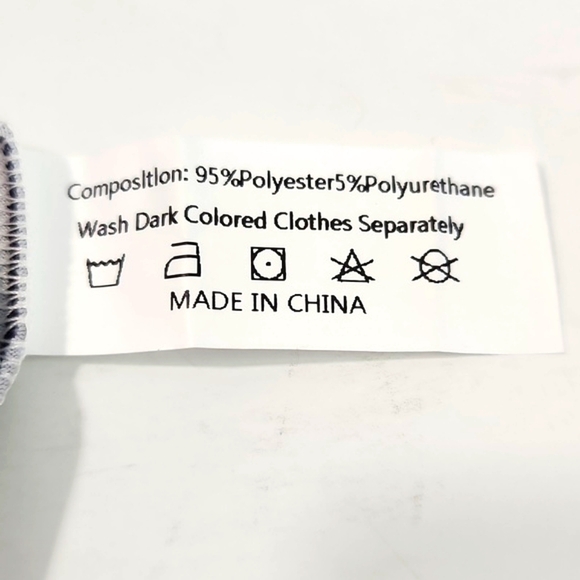 Composition: 95%Polyester5%Polyurethane
Wash Dark Colored Clothes Separately
MADE IN CHINA